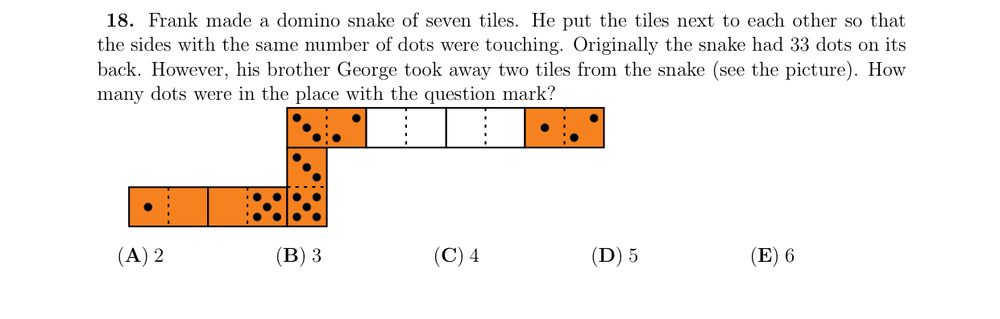 18. Frank made a domino snake of seven tiles. He put the tiles next to each other so that
the sides with the same number of dots were touching. Originally the snake had 33 dots on its
back. However, his brother George took away two tiles from the snake (see the picture). How
many dots were in the place with the question mark?
(A) 2 (B) 3 (C) 4 (D) 5 (E) 6